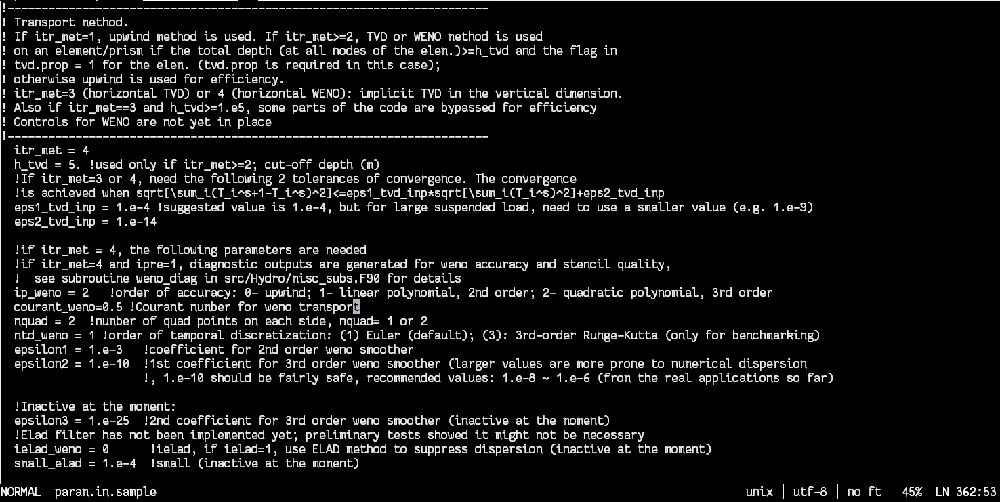 !-----------------------------------------------------------------------
! Transport method.
! If itr_met=1, upwind method is used. If itr_met>=2, TVD or WENO method is used
! on an element/prism if the total depth (at all nodes of the elem.)>=h_tvd and the flag in
! tvd.prop = 1 for the elem. (tvd.prop is required in this case);
! otherwise upwind is used for efficiency.
! itr_met=3 (horizontal TVD) or 4 (horizontal WENO): implicit TVD in the vertical dimension.
! Also if itr_met==3 and h_tvd>=1.e5, some parts of the code are bypassed for efficiency
! Controls for WENO are not yet in place
!-----------------------------------------------------------------------
  itr_met = 4
  h_tvd = 5. !used only if itr_met>=2; cut-off depth (m)
  !If itr_met=3 or 4, need the following 2 tolerances of convergence. The convergence
  !is achieved when sqrt[\sum_i(T_i^s+1-T_i^s)^2]<=eps1_tvd_imp*sqrt[\sum_i(T_i^s)^2]+eps2_tvd_imp
  eps1_tvd_imp = 1.e-4 !suggested value is 1.e-4, but for large suspended load, need to use a smaller value (e.g. 1.e-9)
  eps2_tvd_imp = 1.e-14

  !if itr_met = 4, the following parameters are needed
  !if itr_met=4 and ipre=1, diagnostic outputs are generated for weno accuracy and stencil quality,
  !  see subroutine weno_diag in src/Hydro/misc_subs.F90 for details
  ip_weno = 2   !order of accuracy: 0- upwind; 1- linear polynomial, 2nd order; 2- quadratic polynomial, 3rd order
  courant_weno=0.5 !Courant number for weno transport
  nquad = 2  !number of quad points on each side, nquad= 1 or 2
  ntd_weno = 1 !order of temporal discretization: (1) Euler (default); (3): 3rd-order Runge-Kutta (only for benchmarking)
  epsilon1 = 1.e-3   !coefficient for 2nd order weno smoother
  epsilon2 = 1.e-10  !1st coefficient for 3rd order weno smoother (larger values are more prone to numerical dispersion
                     !, 1.e-10 should be fairly safe, recommended values: 1.e-8 ~ 1.e-6 (from the real applications so far)

  !Inactive at the moment:
  epsilon3 = 1.e-25  !2nd coefficient for 3rd order weno smoother (inactive at the moment)
  !Elad filter has not been implemented yet; preliminary tests showed it might not be necessary
  ielad_weno = 0      !ielad, if ielad=1, use ELAD method to suppress dispersion (inactive at the moment)
  small_elad = 1.e-4  !small (inactive at the moment)

NORMAL  param.in.sample  unix | utf-8 | no ft   45%  LN 362:53